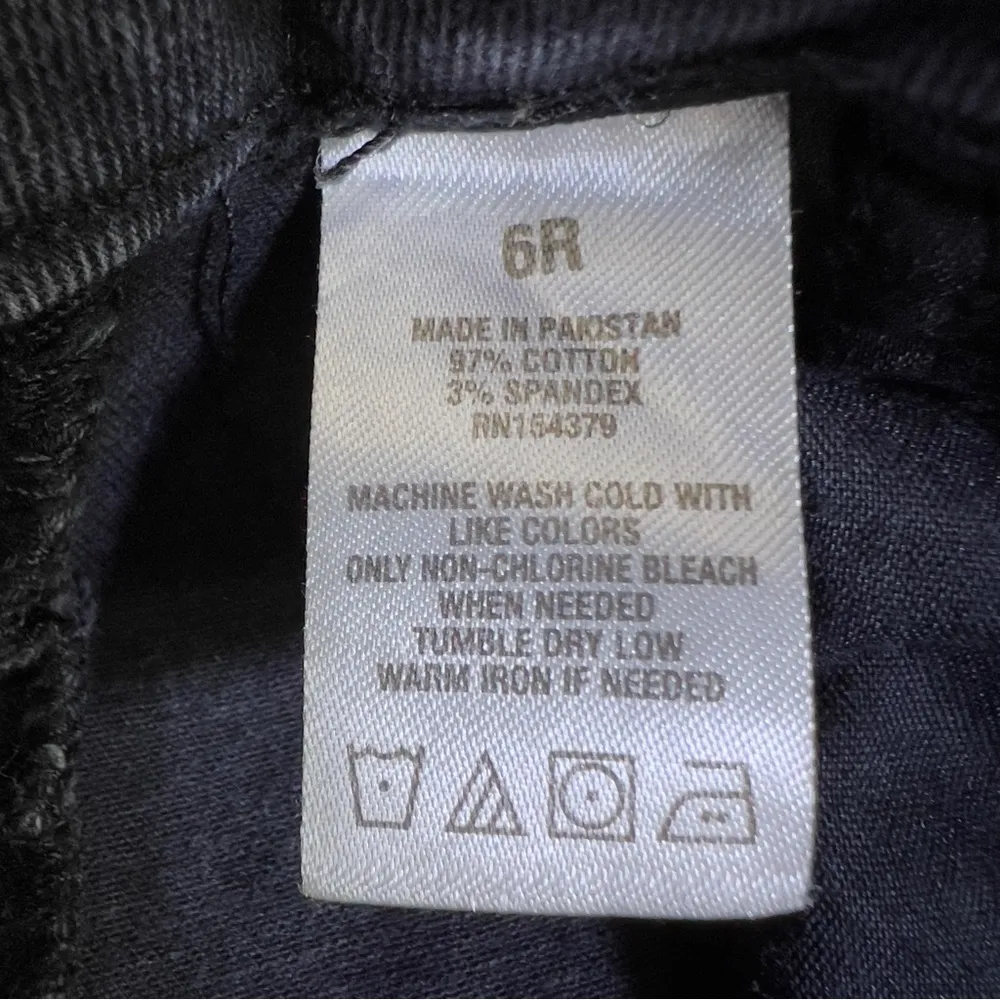 6R
MADE IN PAKISTAN
97% COTTON
3% SPANDEX
RN154379
MACHINE WASH COLD WITH
LIKE COLORS
ONLY NON-CHLORINE BLEACH
WHEN NEEDED
TUMBLE DRY LOW
WARM IRON IF NEEDED